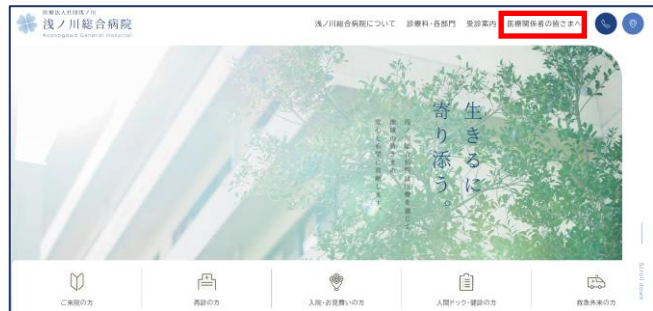 医療法人社団浅ノ川
浅ノ川総合病院
Asanogawa General Hospital
浅ノ川総合病院について 診療科・各部門 受診案内 医療関係者の皆さまへ
生きるに
寄り添う。
Scroll down
ご来院の方 再診の方 入院・お見舞いの方 人間ドック・健診の方 救急外来の方